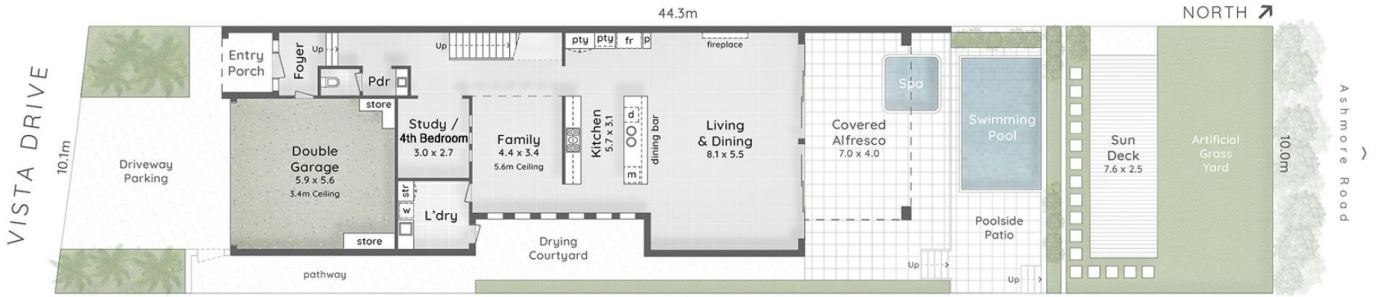 44.3m
NORTH
VISTA DRIVE
10.1m
Driveway
Parking
Entry
Porch
Foyer
Up
Up
Pdr
store
Double
Garage
5.9 x 5.6
3.4m Ceiling
store
pathway
Study /
4th Bedroom
3.0 x 2.7
str
w
L'dry
Family
4.4 x 3.4
5.6m Ceiling
pty
pty
fr
p
Kitchen
5.7 x 3.1
d
m
dining bar
fireplace
Living
& Dining
8.1 x 5.5
Drying
Courtyard
Covered
Alfresco
7.0 x 4.0
Spa
Swimming
Pool
Poolside
Patio
Up
Up
Sun
Deck
7.6 x 2.5
Artificial
Grass
Yard
10.0m
Ashmore Road